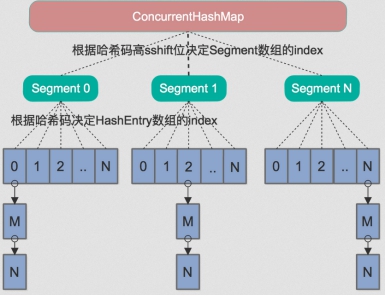 ConcurrentHashMap
根据哈希码高sshift位决定Segment数组的index
Segment 0 Segment 1 Segment N
根据哈希码决定HashEntry数组的index
0 1 2 .. N 0 1 2 .. N 0 1 2 .. N
M M M
N N N